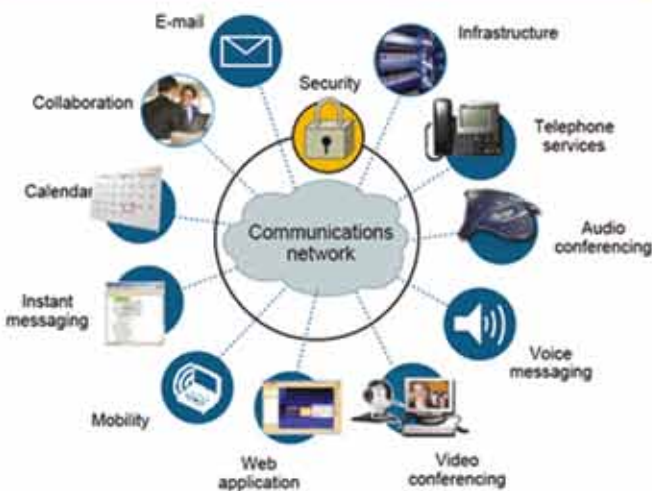 E-mail
Infrastructure
Security
Collaboration
Telephone
services
Calendar
Communications
network
Audio
conferencing
Instant
messaging
Voice
messaging
Mobility
Web
application
Video
conferencing